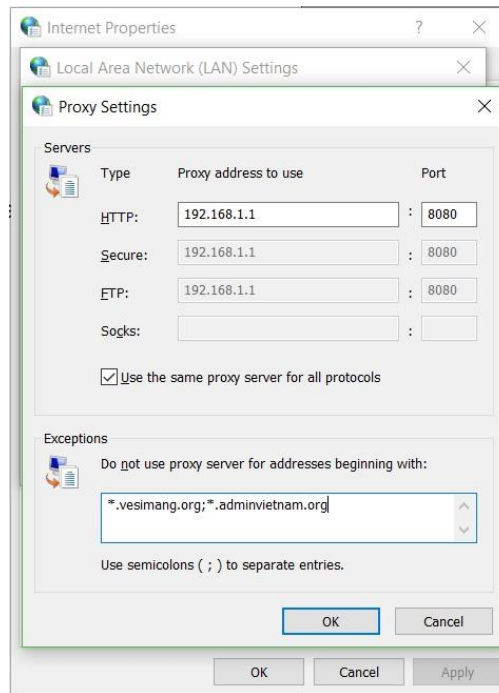 Internet Properties ?
Local Area Network (LAN) Settings
Proxy Settings
Servers
Type Proxy address to use Port
HTTP: 192.168.1.1 : 8080
Secure: 192.168.1.1 : 8080
FTP: 192.168.1.1 : 8080
Socks: :
Use the same proxy server for all protocols
Exceptions
Do not use proxy server for addresses beginning with:
*.vesimang.org;*.adminvietnam.org
Use semicolons ( ; ) to separate entries.
OK Cancel
OK Cancel Apply